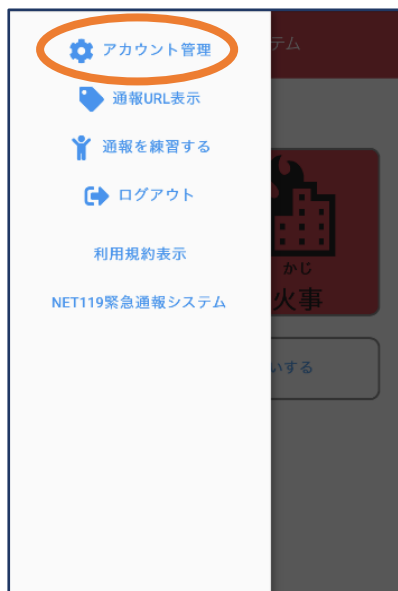 アカウント管理
テム
通報URL表示
通報を練習する
ログアウト
利用規約表示
かじ
火事
NET119緊急通報システム
いする